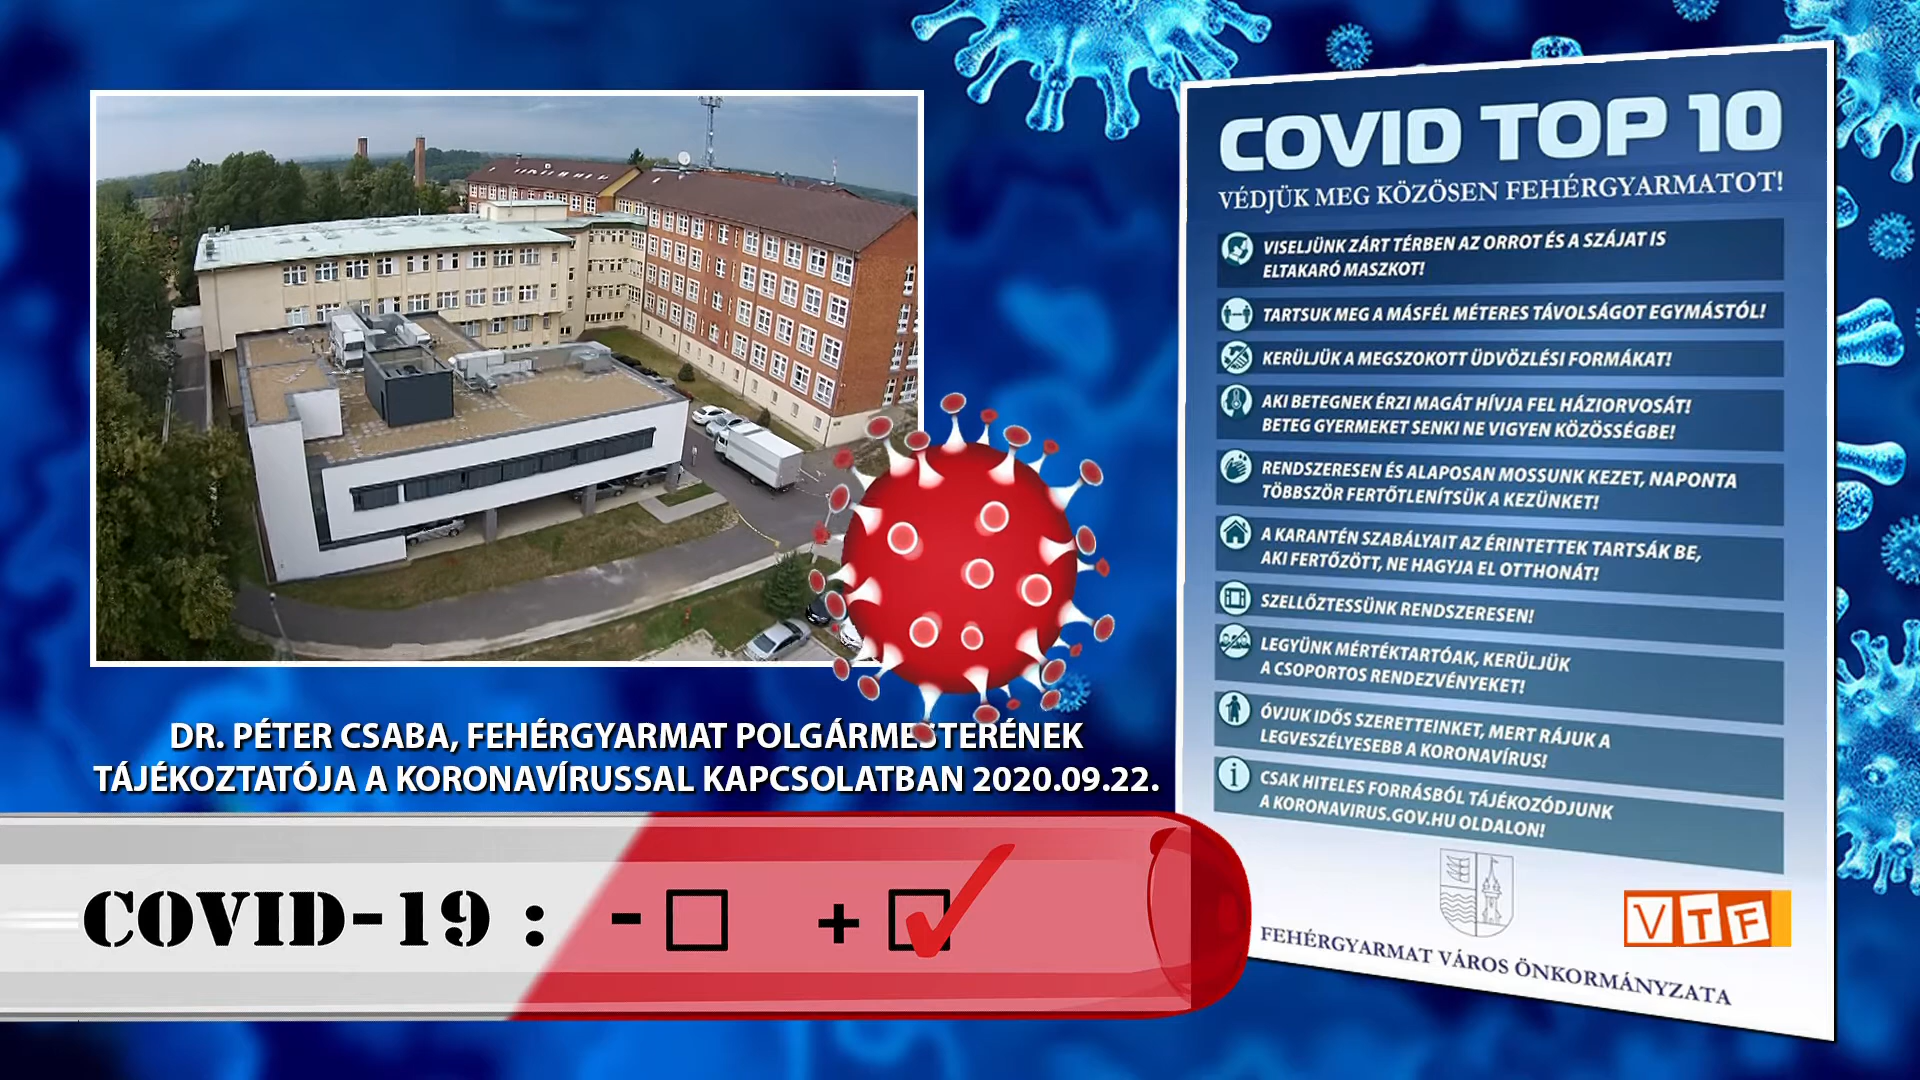 DR. PÉTER CSABA, FEHÉRGYARMAT POLGÁRMESTERÉNEK
TÁJÉKOZTATÓJA A KORONAVÍRUSSAL KAPCSOLATBAN 2020.09.22.
COVID-19 : - +
COVID TOP 10
VÉDJÜK MEG KÖZÖSEN FEHÉRGYARMATOT!
VISELJÜNK ZÁRT TÉRBEN AZ ORROT ÉS A SZÁJAT IS
ELTAKARÓ MASZKOT!
TARTSUK MEG A MÁSFÉL MÉTERES TÁVOLSÁGOT EGYMÁSTÓL!
KERÜLJÜK A MEGSZOKOTT ÜDVÖZLÉSI FORMÁKAT!
AKI BETEGNEK ÉRZI MAGÁT HÍVJA FEL HÁZIORVOSÁT!
BETEG GYERMEKET SENKI NE VIGYEN KÖZÖSSÉGBE!
RENDSZERESEN ÉS ALAPOSAN MOSSUNK KEZET, NAPONTA
TÖBBSZÖR FERTŐTLENÍTSÜK A KEZÜNKET!
A KARANTÉN SZABÁLYAIT AZ ÉRINTETTEK TARTSÁK BE,
AKI FERTŐZÖTT, NE HAGYJA EL OTTHONÁT!
SZELLŐZTESSÜNK RENDSZERESEN!
LEGYÜNK MÉRTÉKTARTÓAK, KERÜLJÜK
A CSOPORTOS RENDEZVÉNYEKET!
ÓVJUK IDŐS SZERETTEINKET, MERT RÁJUK A
LEGVESZÉLYESEBB A KORONAVÍRUS!
CSAK HITELES FORRÁSBÓL TÁJÉKOZÓDJUNK
A KORONAVIRUS.GOV.HU OLDALON!
VTF
FEHÉRGYARMAT VÁROS ÖNKORMÁNYZATA